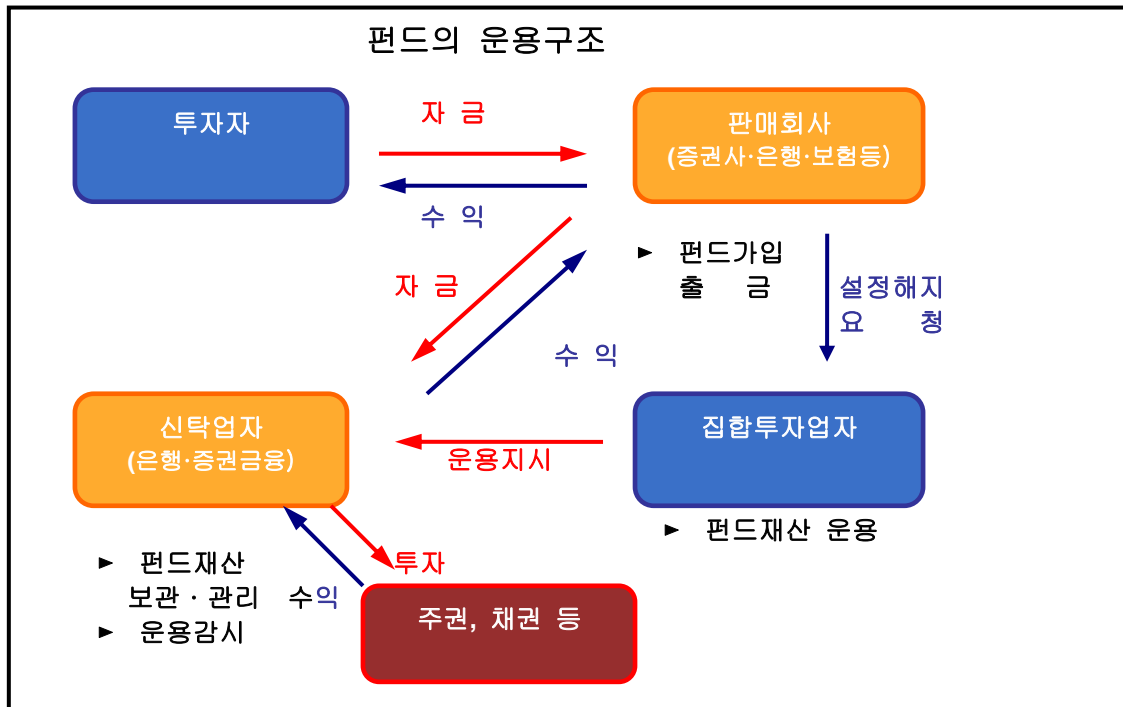 펀드의 운용구조
투자자
자 금
판매회사
(증권사·은행·보험등)
수 익
► 펀드가입
출 금
자 금
설정해지
요 청
수 익
신탁업자
(은행·증권금융)
집합투자업자
운용지시
► 펀드재산 운용
► 펀드재산
보관·관리
수익
► 운용감시
투자
주권, 채권 등